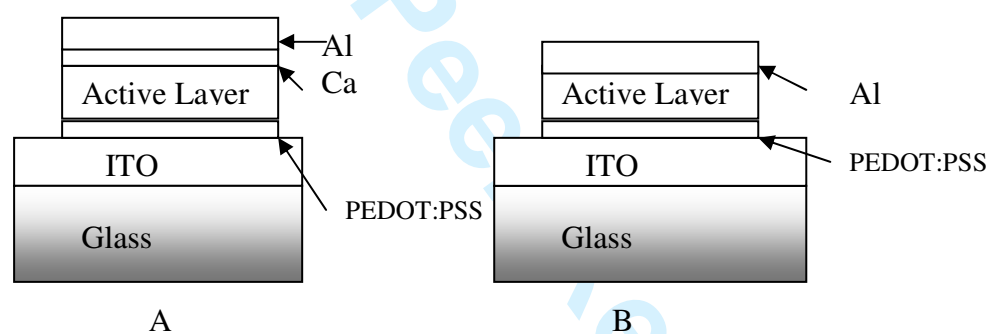 Al
Ca
Active Layer
ITO
PEDOT:PSS
Glass
A
Al
Active Layer
PEDOT:PSS
ITO
Glass
B